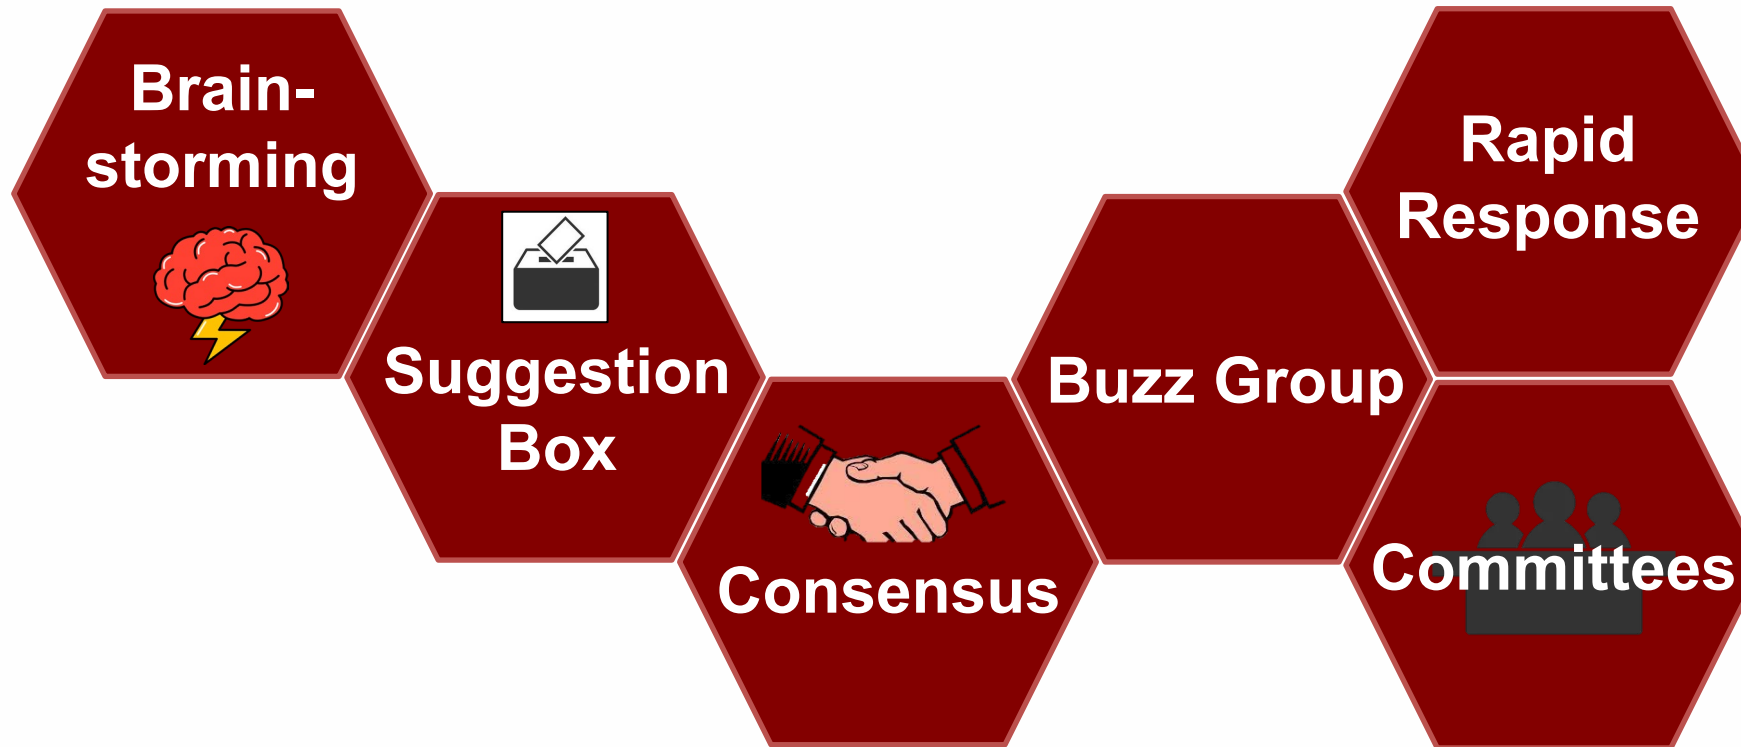 Brain-
storming
Suggestion
Box
Consensus
Buzz Group
Rapid
Response
Committees